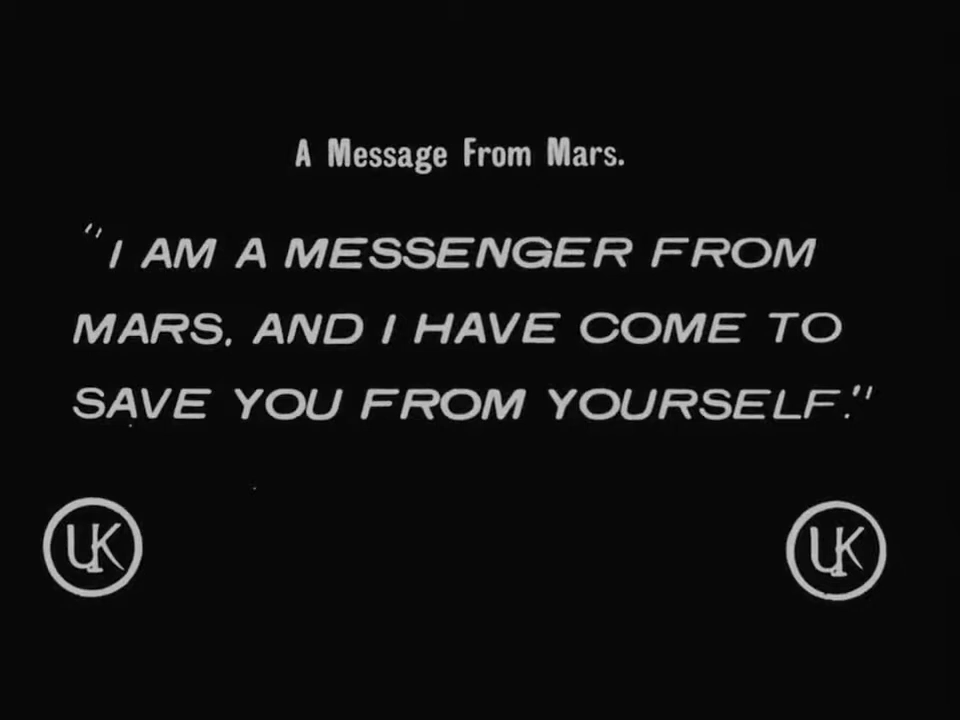 A Message From Mars.
"I AM A MESSENGER FROM
MARS, AND I HAVE COME TO
SAVE YOU FROM YOURSELF."
UK UK